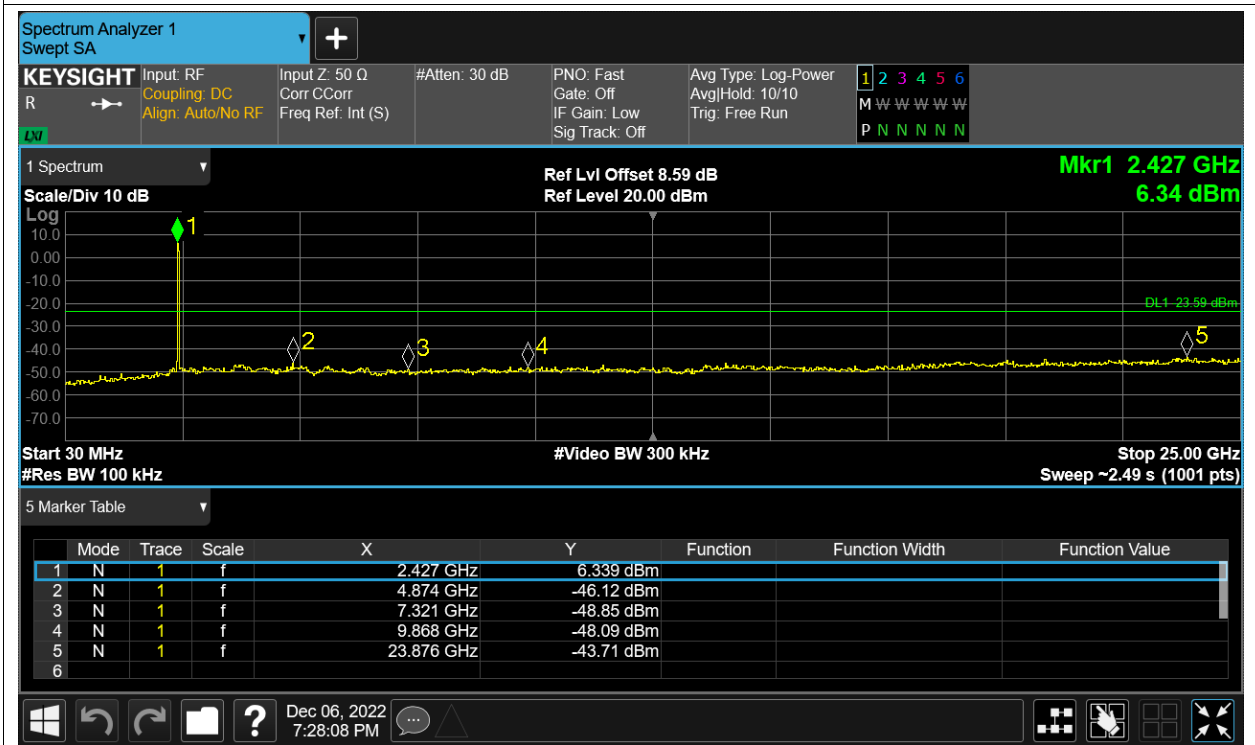 Spectrum Analyzer 1
Swept SA
KEYSIGHT Input: RF Input Z: 50 Ω #Atten: 30 dB PNO: Fast Avg Type: Log-Power 1 2 3 4 5 6
R Coupling: DC Corr CCorr Gate: Off Avg|Hold: 10/10 M W W W W W
Align: Auto/No RF Freq Ref: Int (S) IF Gain: Low Trig: Free Run
LXI Sig Track: Off P N N N N N
1 Spectrum
Ref Lvl Offset 8.59 dB Mkr1 2.427 GHz
Scale/Div 10 dB Ref Level 20.00 dBm 6.34 dBm
Log
1
10.0
0.00
-10.0
-20.0
DL1 -23.59 dBm
-30.0
2 3 4 5
-40.0
-50.0
-60.0
-70.0
Start 30 MHz #Video BW 300 kHz Stop 25.00 GHz
#Res BW 100 kHz Sweep ~2.49 s (1001 pts)
5 Marker Table
Mode Trace Scale X Y Function Function Width Function Value
1 N 1 f 2.427 GHz 6.339 dBm
2 N 1 f 4.874 GHz -46.12 dBm
3 N 1 f 7.321 GHz -48.85 dBm
4 N 1 f 9.868 GHz -48.09 dBm
5 N 1 f 23.876 GHz -43.71 dBm
6
? Dec 06, 2022
7:28:08 PM